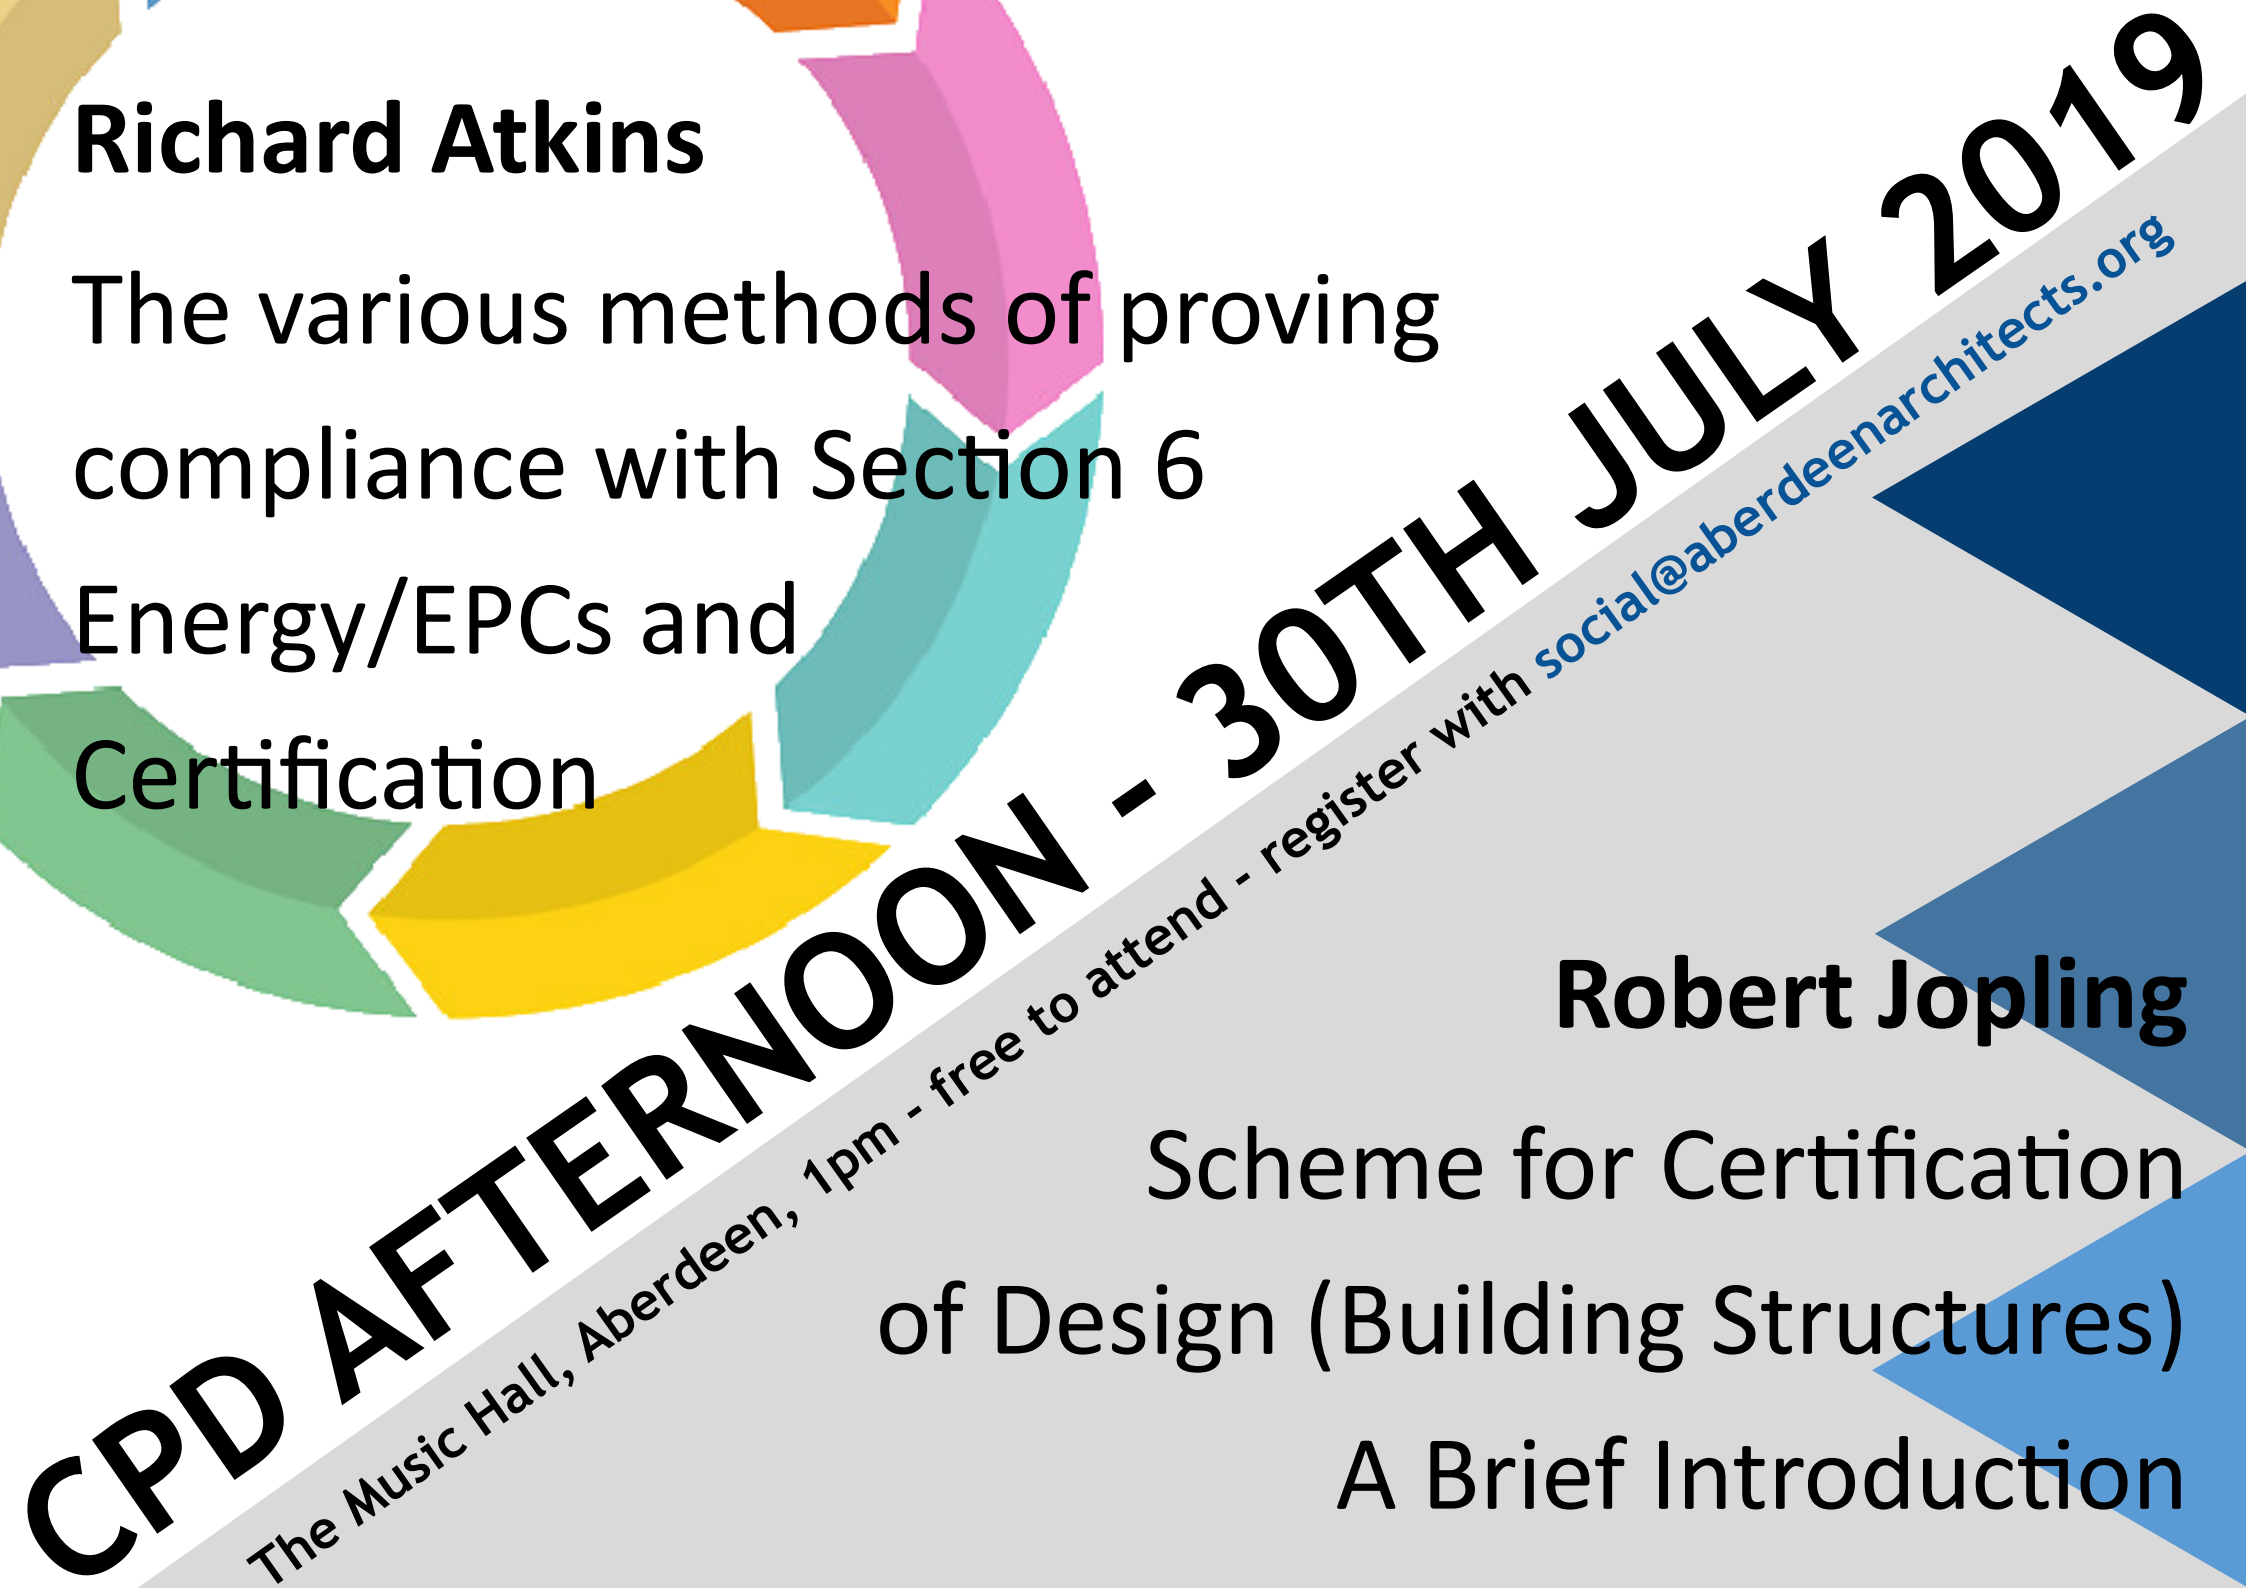 Richard Atkins
The various methods of proving
compliance with Section 6
Energy/EPCs and
Certification
CPD AFTERNOON - 30TH JULY 2019
The Music Hall, Aberdeen, 1pm - free to attend - register with social@aberdeenarchitects.org
Robert Jopling
Scheme for Certification
of Design (Building Structures)
A Brief Introduction